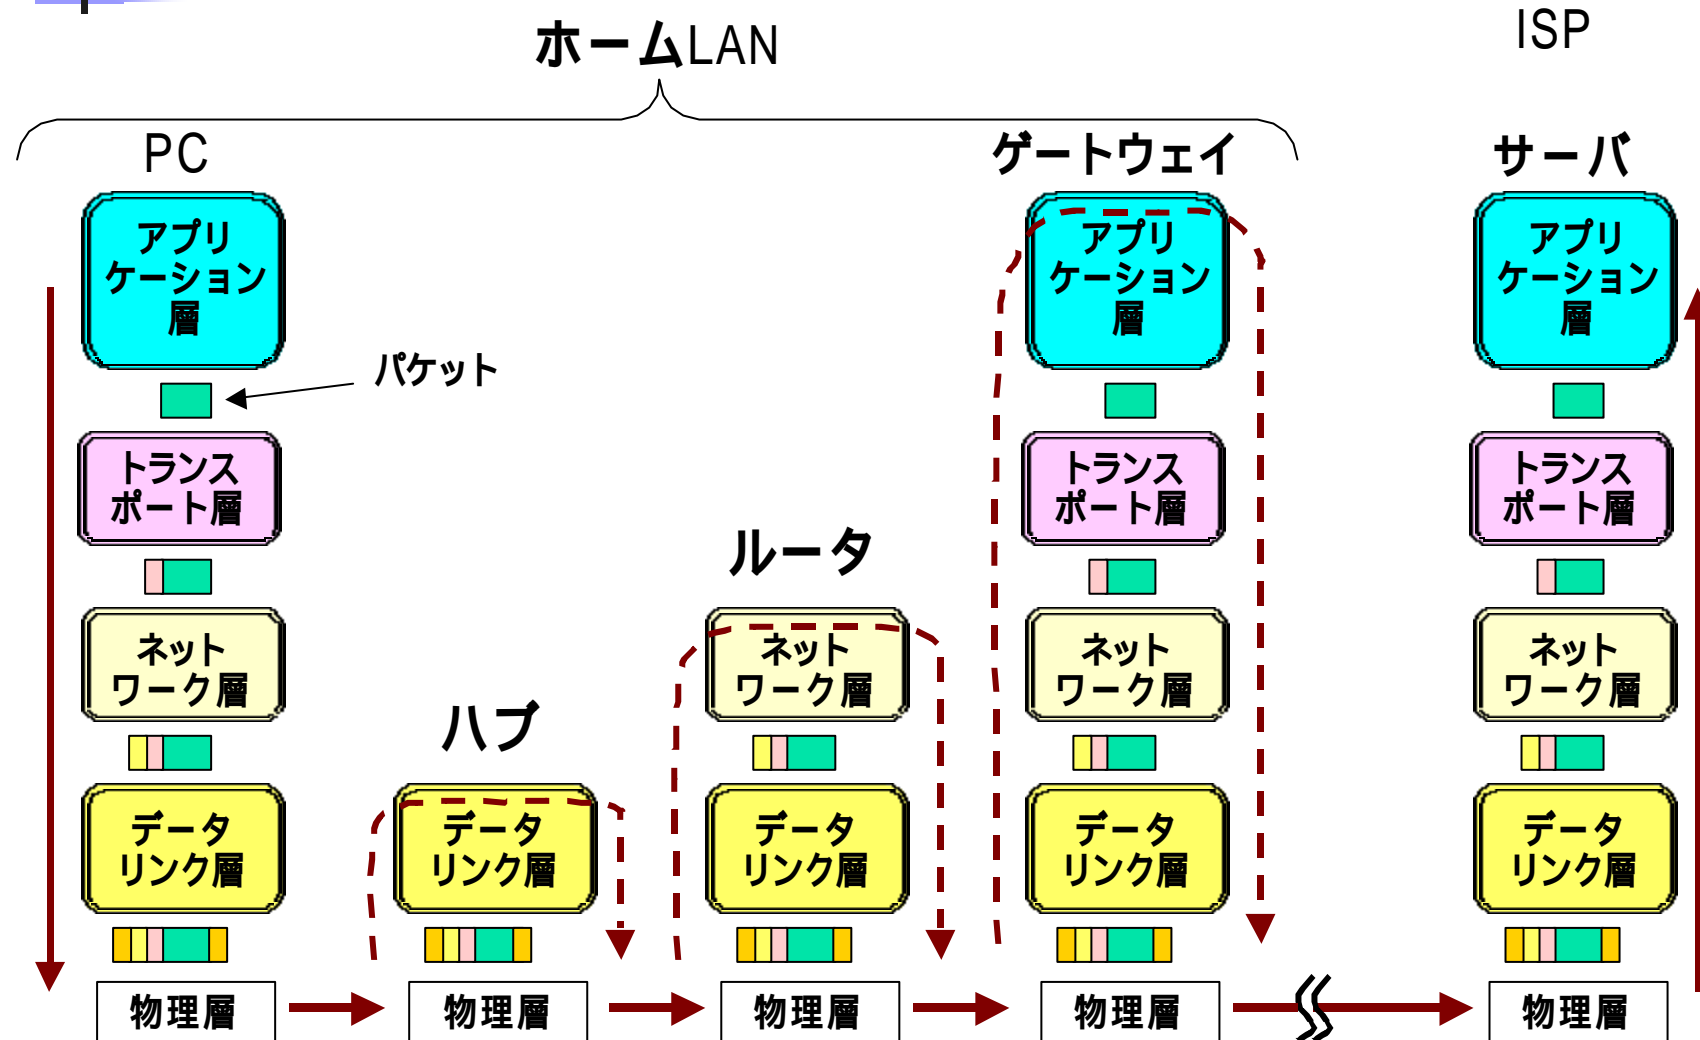 ホームLAN
ISP
PC
ゲートウェイ
サーバ
アプリ
ケーション
層
アプリ
ケーション
層
アプリ
ケーション
層
パケット
トランス
ポート層
トランス
ポート層
トランス
ポート層
ルータ
ネット
ワーク層
ネット
ワーク層
ネット
ワーク層
ネット
ワーク層
ハブ
データ
リンク層
データ
リンク層
データ
リンク層
データ
リンク層
データ
リンク層
物理層
物理層
物理層
物理層
物理層